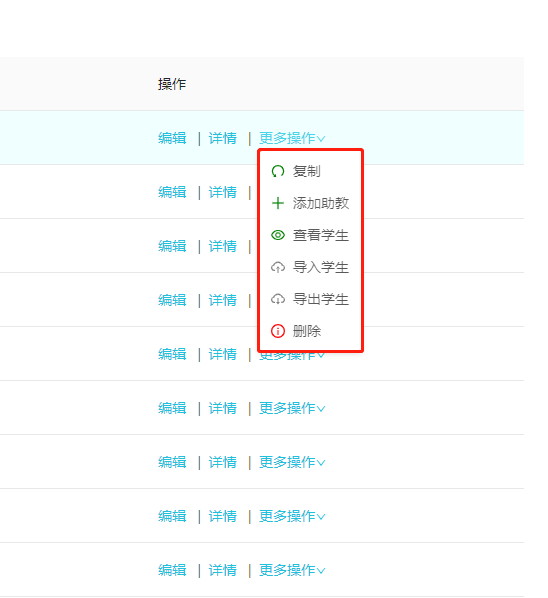 操作
编辑 | 详情 | 更多操作
复制
编辑 | 详情 |
添加助教
查看学生
编辑 | 详情 |
导入学生
编辑 | 详情 |
导出学生
删除
编辑 | 详情 | 更多操作
编辑 | 详情 | 更多操作
编辑 | 详情 | 更多操作
编辑 | 详情 | 更多操作
编辑 | 详情 | 更多操作